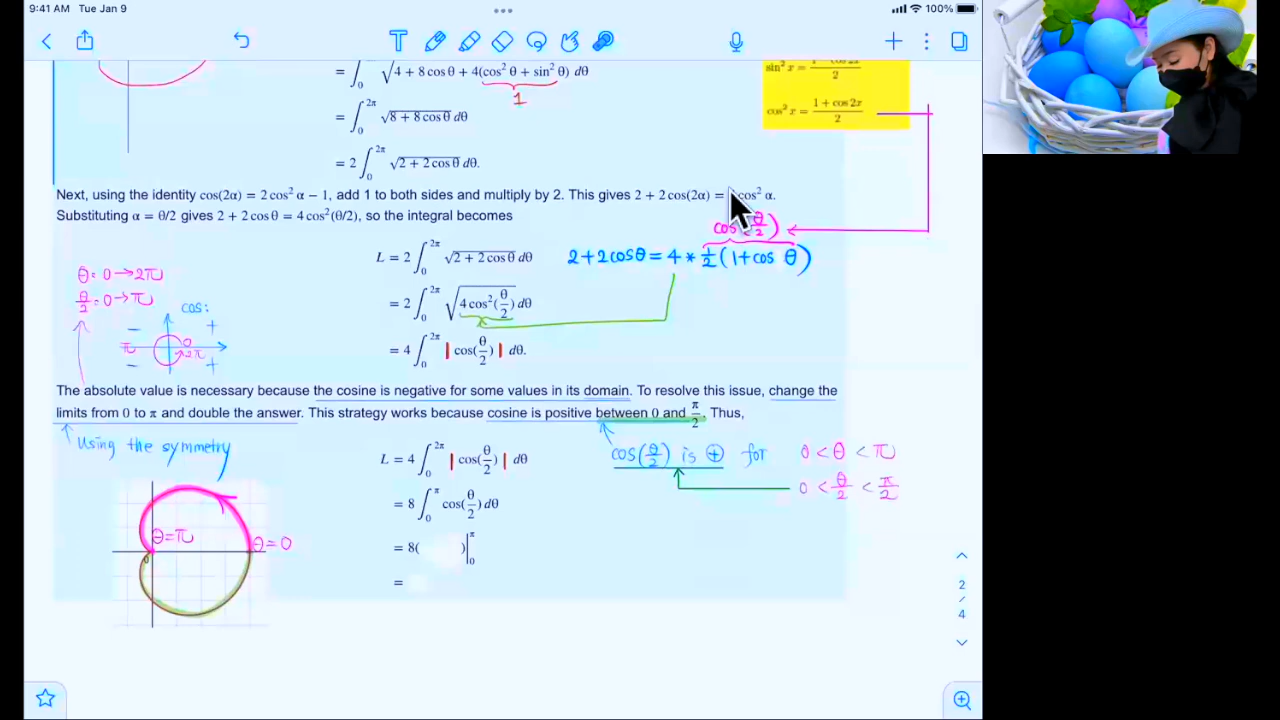 9:41 AM Tue Jan 9
100%
= ∫₀^2π √(4 + 8 cos θ + 4(cos² θ + sin² θ)) dθ
1
= ∫₀^2π √(8 + 8 cos θ) dθ
= 2 ∫₀^2π √(2 + 2 cos θ) dθ.
cos² x = (1 + cos 2x)/2
Next, using the identity cos(2α) = 2 cos² α − 1, add 1 to both sides and multiply by 2. This gives 2 + 2 cos(2α) = cos² α.
Substituting α = θ/2 gives 2 + 2 cos θ = 4 cos²(θ/2), so the integral becomes
L = 2 ∫₀^2π √(2 + 2 cos θ) dθ
2+2cosθ = 4 * ½ (1+cos θ)
θ/2)
θ = 0 → 2π
θ/2 = 0 → π
cos:
− +
π 0 2π
− +
= 2 ∫₀^2π √(4 cos²(θ/2)) dθ
= 4 ∫₀^2π | cos(θ/2) | dθ.
The absolute value is necessary because the cosine is negative for some values in its domain. To resolve this issue, change the
limits from 0 to π and double the answer. This strategy works because cosine is positive between 0 and π/2. Thus,
Using the symmetry
L = 4 ∫₀^2π | cos(θ/2) | dθ
cos(θ/2) is + for 0 < θ < π
0 < θ/2 < π/2
= 8 ∫₀^π cos(θ/2) dθ
θ=π
θ=0
0
= 8( )|₀^π
=
2
/
4